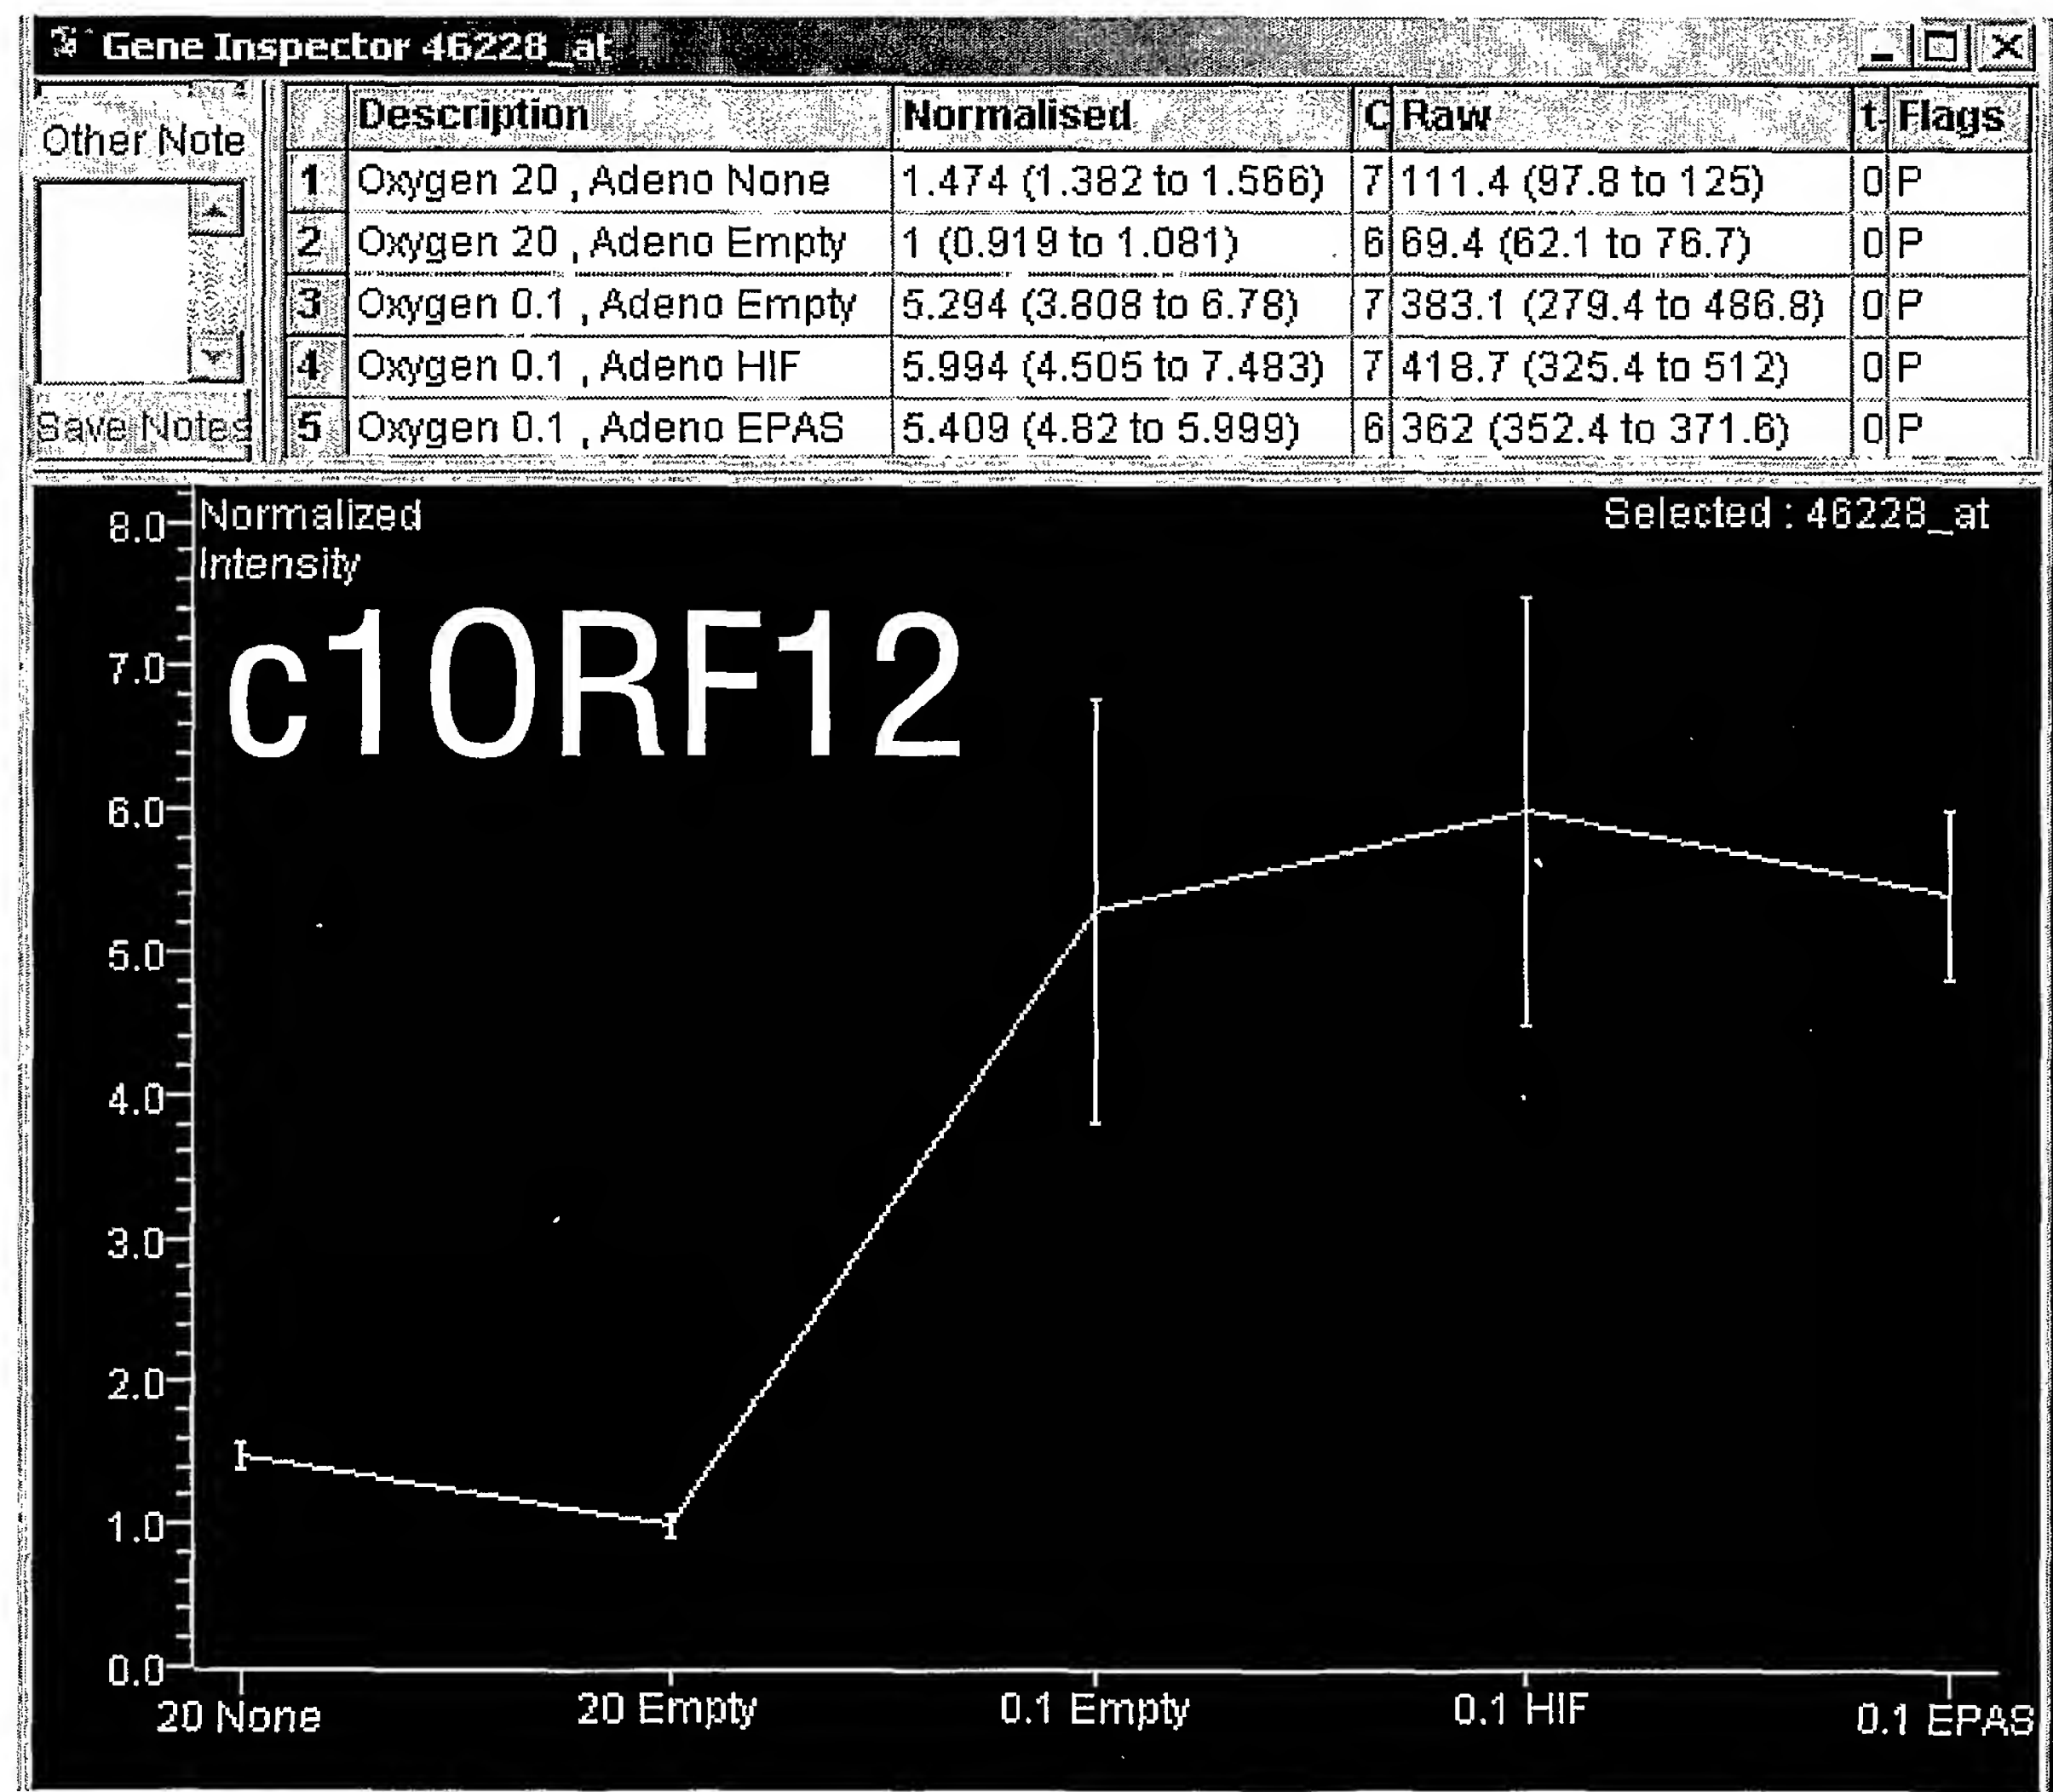 Gene Inspector 46228_at
Other Note
Save Notes
Description Normalised C Raw t- Flags
1 Oxygen 20 , Adeno None 1.474 (1.382 to 1.566) 7 111.4 (97.8 to 125) 0 P
2 Oxygen 20 , Adeno Empty 1 (0.919 to 1.081) 6 69.4 (62.1 to 76.7) 0 P
3 Oxygen 0.1 , Adeno Empty 5.294 (3.808 to 6.78) 7 383.1 (279.4 to 486.8) 0 P
4 Oxygen 0.1 , Adeno HIF 5.994 (4.505 to 7.483) 7 418.7 (325.4 to 512) 0 P
5 Oxygen 0.1 , Adeno EPAS 5.409 (4.82 to 5.999) 6 362 (352.4 to 371.6) 0 P
Normalized
Intensity
Selected : 46228_at
c1ORF12
8.0
7.0
6.0
5.0
4.0
3.0
2.0
1.0
0.0
20 None 20 Empty 0.1 Empty 0.1 HIF 0.1 EPAS